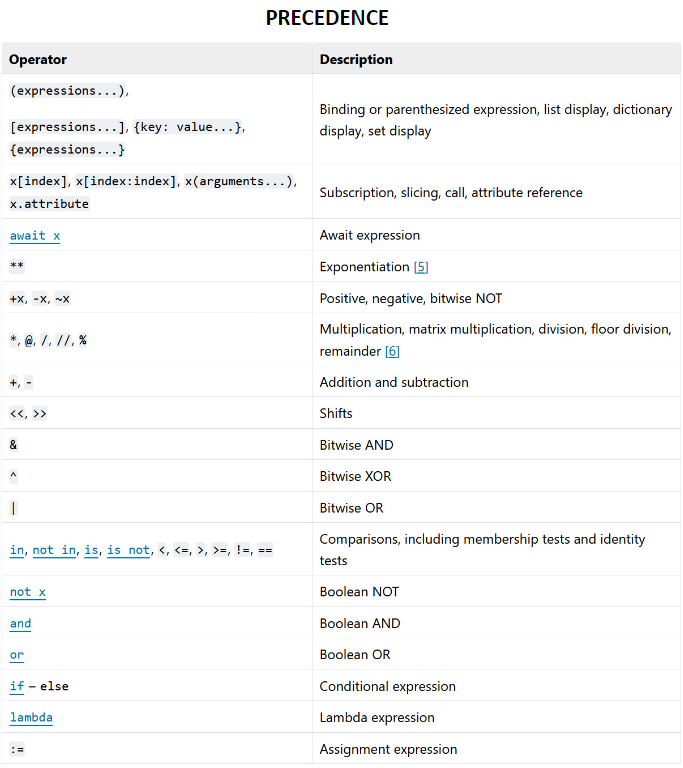 PRECEDENCE
Operator Description
(expressions...),
[expressions...], {key: value...},
{expressions...}
Binding or parenthesized expression, list display, dictionary
display, set display
x[index], x[index:index], x(arguments...),
x.attribute
Subscription, slicing, call, attribute reference
await x Await expression
** Exponentiation [5]
+x, -x, ~x Positive, negative, bitwise NOT
*, @, /, //, %
Multiplication, matrix multiplication, division, floor division,
remainder [6]
+, - Addition and subtraction
<<, >> Shifts
& Bitwise AND
^ Bitwise XOR
| Bitwise OR
in, not in, is, is not, <, <=, >, >=, !=, ==
Comparisons, including membership tests and identity
tests
not x Boolean NOT
and Boolean AND
or Boolean OR
if – else Conditional expression
lambda Lambda expression
:= Assignment expression